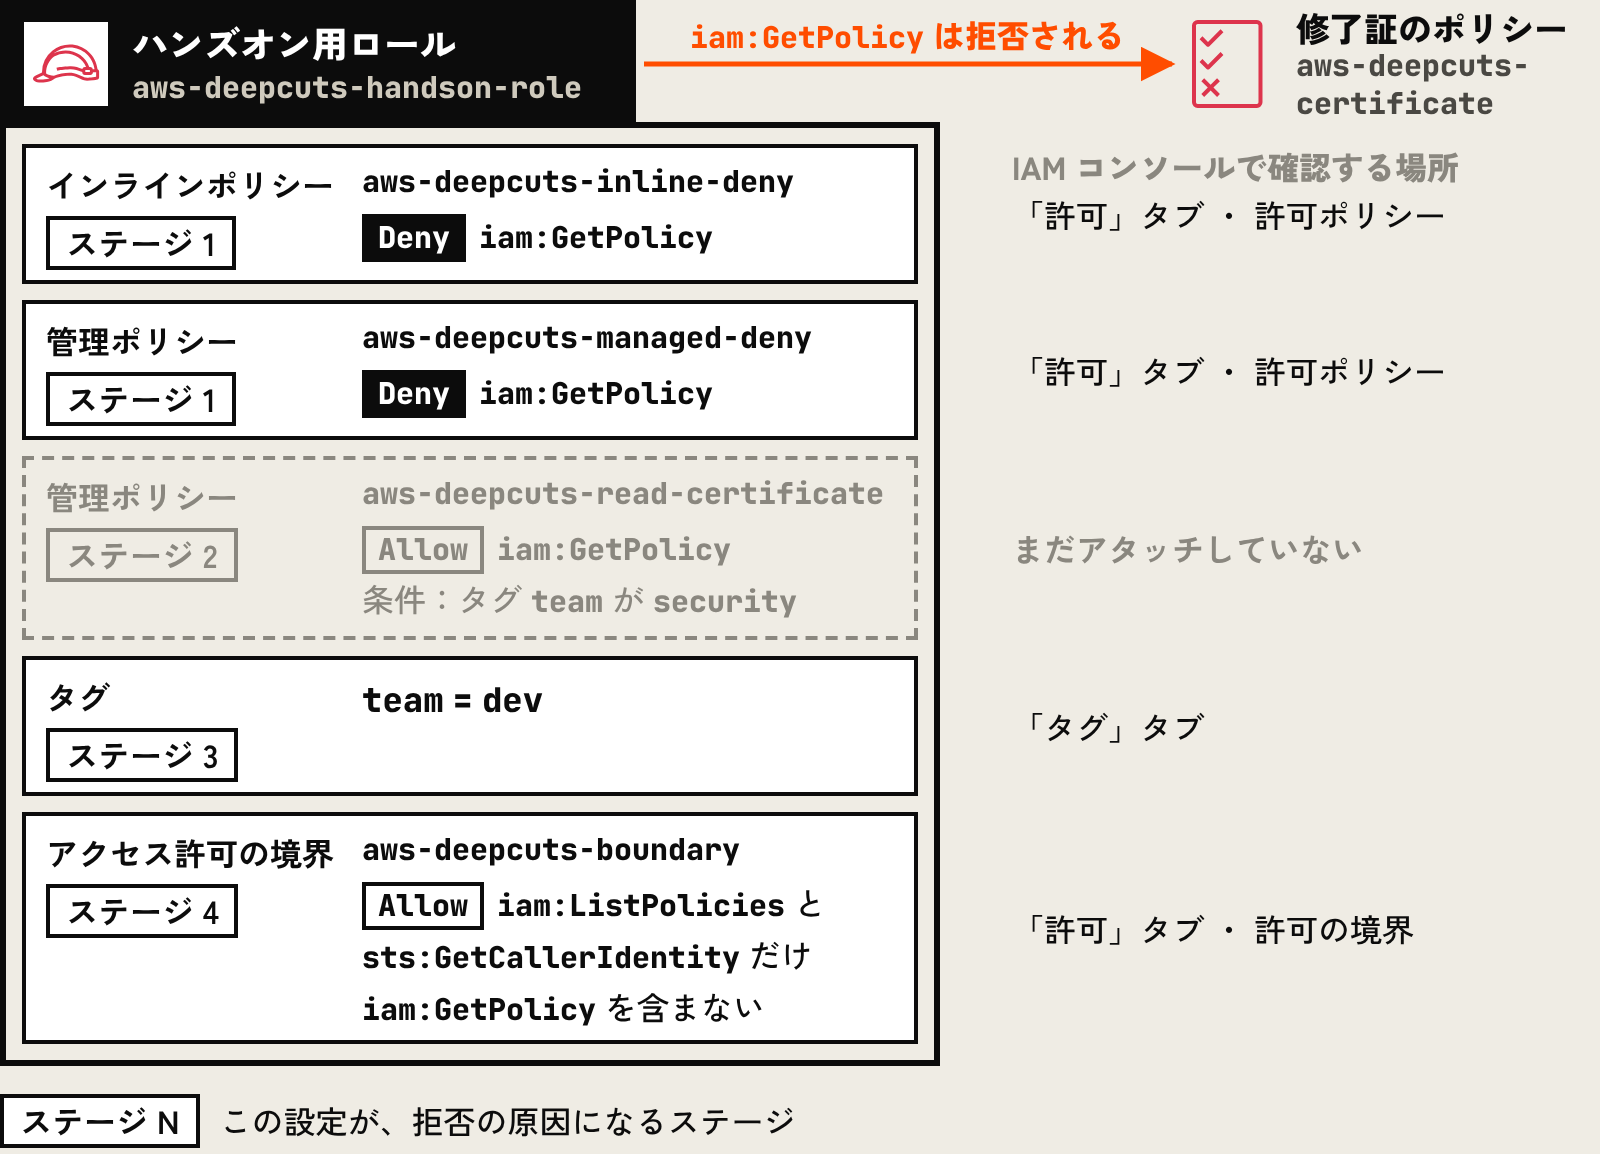 ハンズオン用ロール
aws-deepcuts-handson-role
iam:GetPolicy は拒否される
修了証のポリシー
aws-deepcuts-
certificate
IAM コンソールで確認する場所
インラインポリシー
ステージ 1
aws-deepcuts-inline-deny
Deny iam:GetPolicy
「許可」タブ ・ 許可ポリシー
管理ポリシー
ステージ 1
aws-deepcuts-managed-deny
Deny iam:GetPolicy
「許可」タブ ・ 許可ポリシー
管理ポリシー
ステージ 2
aws-deepcuts-read-certificate
Allow iam:GetPolicy
条件：タグ team が security
まだアタッチしていない
タグ
ステージ 3
team = dev
「タグ」タブ
アクセス許可の境界
ステージ 4
aws-deepcuts-boundary
Allow iam:ListPolicies と
sts:GetCallerIdentity だけ
iam:GetPolicy を含まない
「許可」タブ ・ 許可の境界
ステージ N この設定が、拒否の原因になるステージ